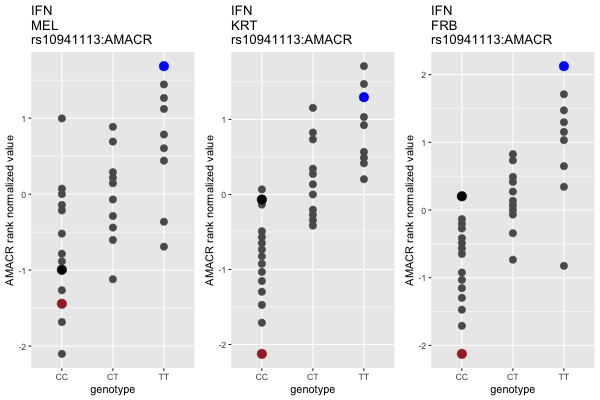 IFN
MEL
rs10941113:AMACR
AMACR rank normalized value
1
0
-1
-2
CC CT TT
genotype
IFN
KRT
rs10941113:AMACR
AMACR rank normalized value
1
0
-1
-2
CC CT TT
genotype
IFN
FRB
rs10941113:AMACR
AMACR rank normalized value
2
1
0
-1
-2
CC CT TT
genotype